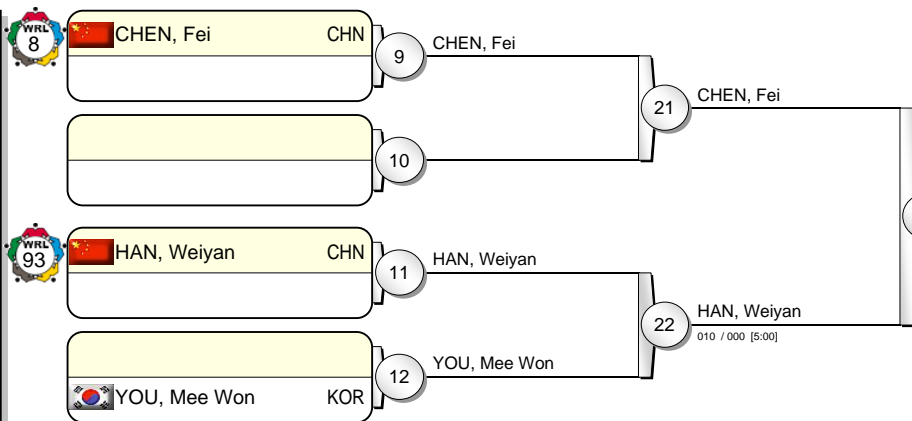 WRL
8
CHEN, Fei CHN
9
CHEN, Fei
21
CHEN, Fei
10
WRL
93
HAN, Weiyan CHN
11
HAN, Weiyan
22
HAN, Weiyan
010 / 000 [5:00]
12
YOU, Mee Won
YOU, Mee Won KOR